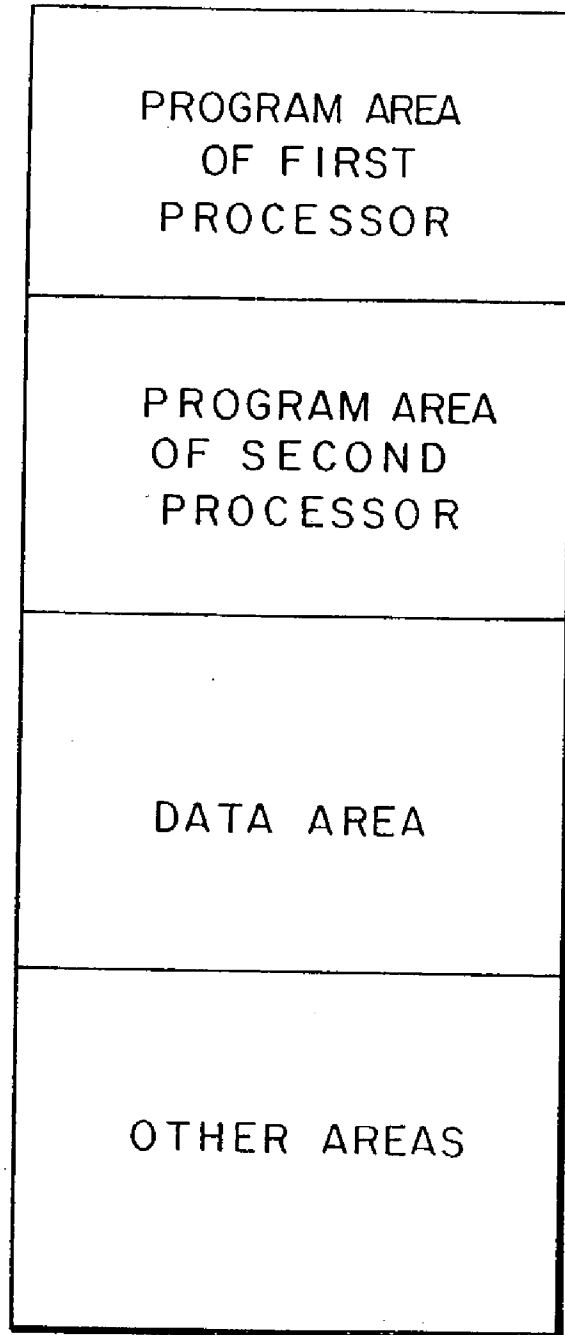 PROGRAM AREA
OF FIRST
PROCESSOR
PROGRAM AREA
OF SECOND
PROCESSOR
DATA AREA
OTHER AREAS